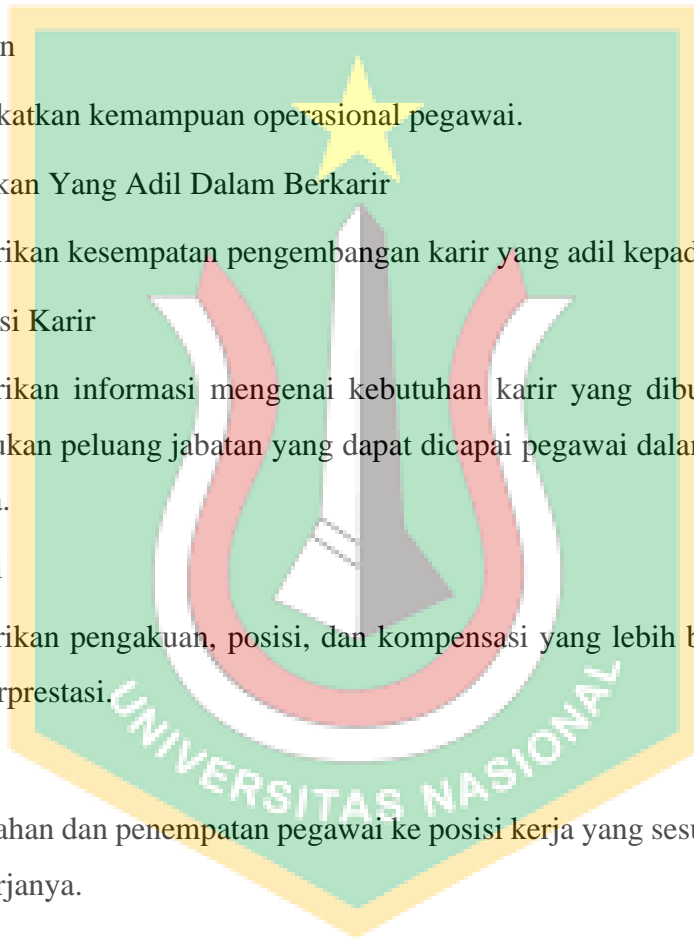 n
katkan kemampuan operasional pegawai.
kan Yang Adil Dalam Berkarir
rikan kesempatan pengembangan karir yang adil kepad
si Karir
rikan informasi mengenai kebutuhan karir yang dibu
ukan peluang jabatan yang dapat dicapai pegawai dalan
a.
n
rikan pengakuan, posisi, dan kompensasi yang lebih b
erprestasi.
UNIVERSITAS NASIONAL
ahan dan penempatan pegawai ke posisi kerja yang sesu
rjanya.